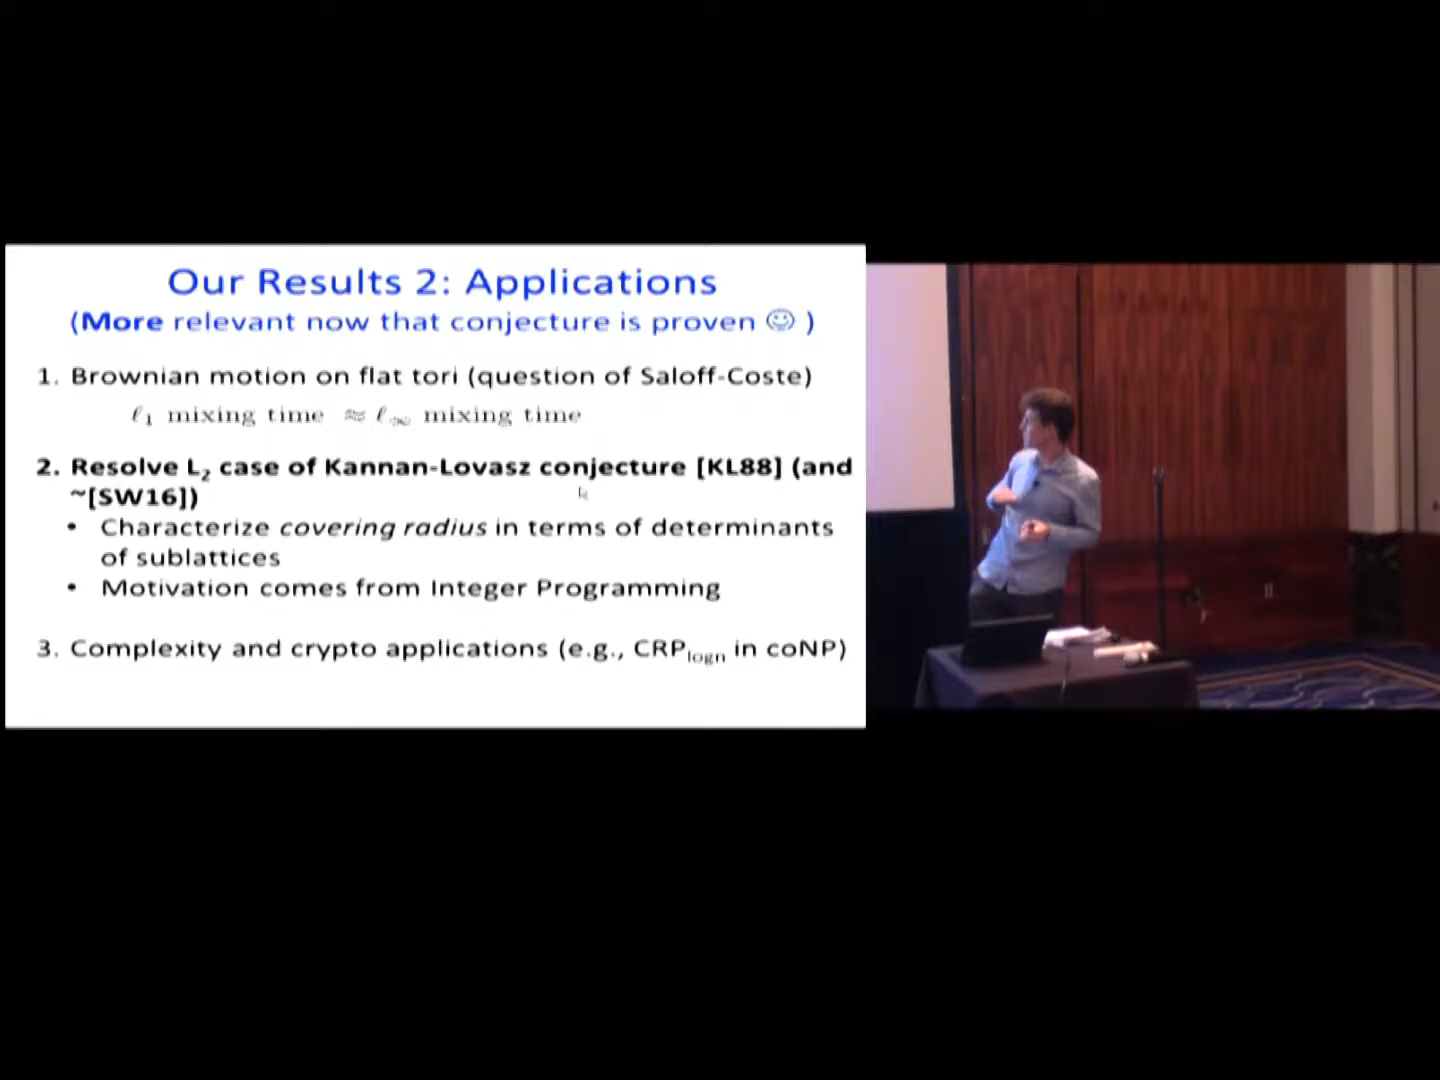 Our Results 2: Applications
(More relevant now that conjecture is proven ☺ )
1. Brownian motion on flat tori (question of Saloff-Coste)
ℓ₁ mixing time ≈ ℓ∞ mixing time
2. Resolve L₂ case of Kannan-Lovasz conjecture [KL88] (and
~[SW16])
• Characterize covering radius in terms of determinants
of sublattices
• Motivation comes from Integer Programming
3. Complexity and crypto applications (e.g., CRPlogn in coNP)